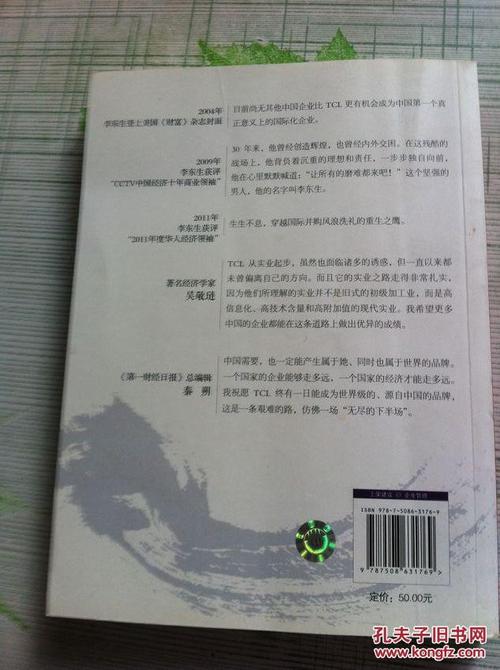 2004年
李东生登上美国《财富》杂志封面
目前尚无其他中国企业比 TCL 更有机会成为中国第一个真
正意义上的国际化企业。
2009年
李东生获评
“CCTV中国经济十年商业领袖”
30 年来，他曾经创造辉煌，也曾经内外交困。在这残酷的
战场上，他背负着沉重的理想和责任，一步步独自向前，
他在心里默默喊道：“让所有的磨难都来吧！”这个坚强的
男人，他的名字叫李东生。
2011年
李东生获评
“2011年度华人经济领袖”
生生不息，穿越国际并购风浪洗礼的重生之鹰。
著名经济学家
吴敬琏
TCL 从实业起步，虽然也面临诸多的诱惑，但一直以来都
未曾偏离自己的方向。而且它的实业之路走得非常扎实，
因为他们所理解的实业并不是旧式的初级加工业，而是高
信息化、高技术含量和高附加值的现代实业。我希望更多
中国的企业都能在这条道路上做出优异的成绩。
《第一财经日报》总编辑
秦 朔
中国需要，也一定能产生属于她、同时也属于世界的品牌。
一个国家的企业能够走多远，一个国家的经济才能走多远。
我祝愿 TCL 终有一日能成为世界级的、源自中国的品牌，
这是一条艰难的路，仿佛一场“无尽的下半场”。
上架建议 ◎ 企业管理
ISBN 978-7-5086-3176-9
9 787508 631769 >
定价：50.00元
孔夫子旧书网
www.kongfz.com